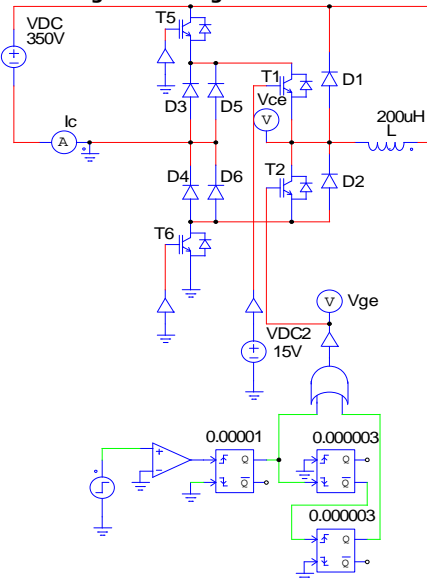 T5
VDC
350V
T1
D1
D3
D5
Vce
V
200uH
L
Ic
A
T2
D4
D6
D2
T6
V
Vge
VDC2
15V
0.00001
0.000003
Q
Q
Q
Q
0.000003
Q
Q